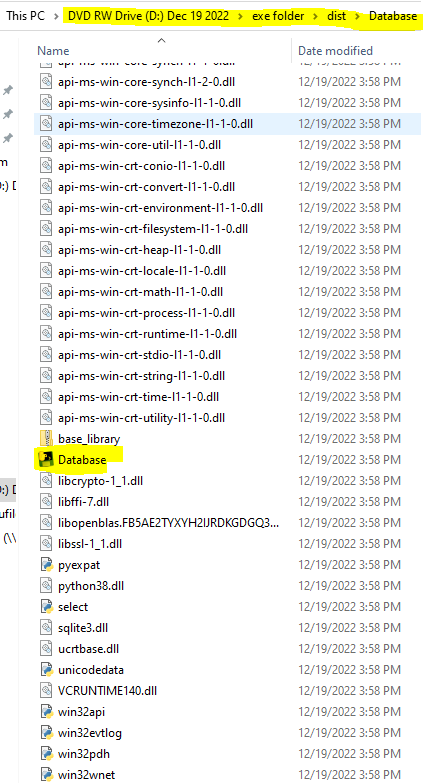 This PC > DVD RW Drive (D:) Dec 19 2022 > exe folder > dist > Database
Name Date modified
api-ms-win-core-synch-l1-2-0.dll 12/19/2022 3:58 PM
api-ms-win-core-sysinfo-l1-1-0.dll 12/19/2022 3:58 PM
api-ms-win-core-timezone-l1-1-0.dll 12/19/2022 3:58 PM
api-ms-win-core-util-l1-1-0.dll 12/19/2022 3:58 PM
api-ms-win-crt-conio-l1-1-0.dll 12/19/2022 3:58 PM
api-ms-win-crt-convert-l1-1-0.dll 12/19/2022 3:58 PM
api-ms-win-crt-environment-l1-1-0.dll 12/19/2022 3:58 PM
api-ms-win-crt-filesystem-l1-1-0.dll 12/19/2022 3:58 PM
api-ms-win-crt-heap-l1-1-0.dll 12/19/2022 3:58 PM
api-ms-win-crt-locale-l1-1-0.dll 12/19/2022 3:58 PM
api-ms-win-crt-math-l1-1-0.dll 12/19/2022 3:58 PM
api-ms-win-crt-process-l1-1-0.dll 12/19/2022 3:58 PM
api-ms-win-crt-runtime-l1-1-0.dll 12/19/2022 3:58 PM
api-ms-win-crt-stdio-l1-1-0.dll 12/19/2022 3:58 PM
api-ms-win-crt-string-l1-1-0.dll 12/19/2022 3:58 PM
api-ms-win-crt-time-l1-1-0.dll 12/19/2022 3:58 PM
api-ms-win-crt-utility-l1-1-0.dll 12/19/2022 3:58 PM
base_library 12/19/2022 3:58 PM
Database 12/19/2022 3:58 PM
libcrypto-1_1.dll 12/19/2022 3:58 PM
libffi-7.dll 12/19/2022 3:58 PM
libopenblas.FB5AE2TYXYH2IJRDKGDGQ3... 12/19/2022 3:58 PM
libssl-1_1.dll 12/19/2022 3:58 PM
pyexpat 12/19/2022 3:58 PM
python38.dll 12/19/2022 3:58 PM
select 12/19/2022 3:58 PM
sqlite3.dll 12/19/2022 3:58 PM
ucrtbase.dll 12/19/2022 3:58 PM
unicodedata 12/19/2022 3:58 PM
VCRUNTIME140.dll 12/19/2022 3:58 PM
win32api 12/19/2022 3:58 PM
win32evtlog 12/19/2022 3:58 PM
win32pdh 12/19/2022 3:58 PM
win32wnet 12/19/2022 3:58 PM